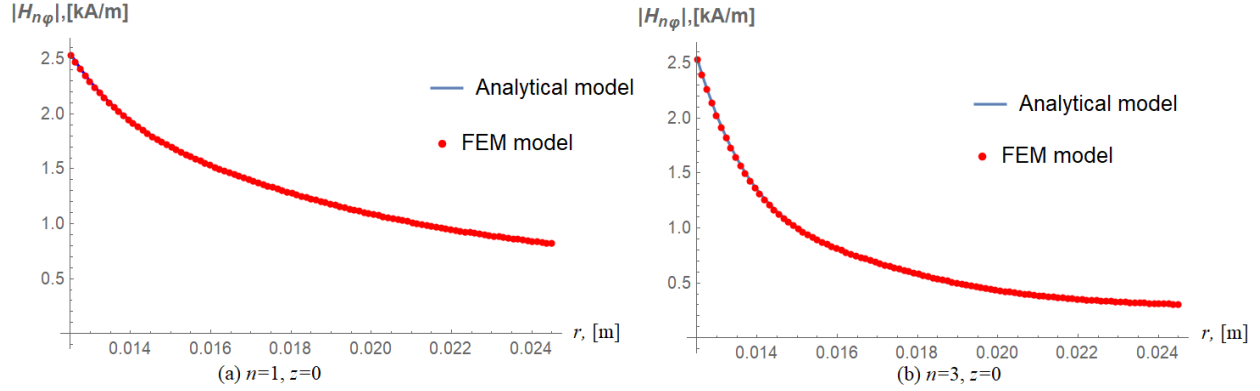 |Hnφ|,[kA/m]
2.5
2.0
1.5
1.0
0.5
Analytical model
FEM model
0.014
0.016
0.018
0.020
0.022
0.024
r, [m]
(a) n=1, z=0
|Hnφ|,[kA/m]
2.5
2.0
1.5
1.0
0.5
Analytical model
FEM model
0.014
0.016
0.018
0.020
0.022
0.024
r, [m]
(b) n=3, z=0